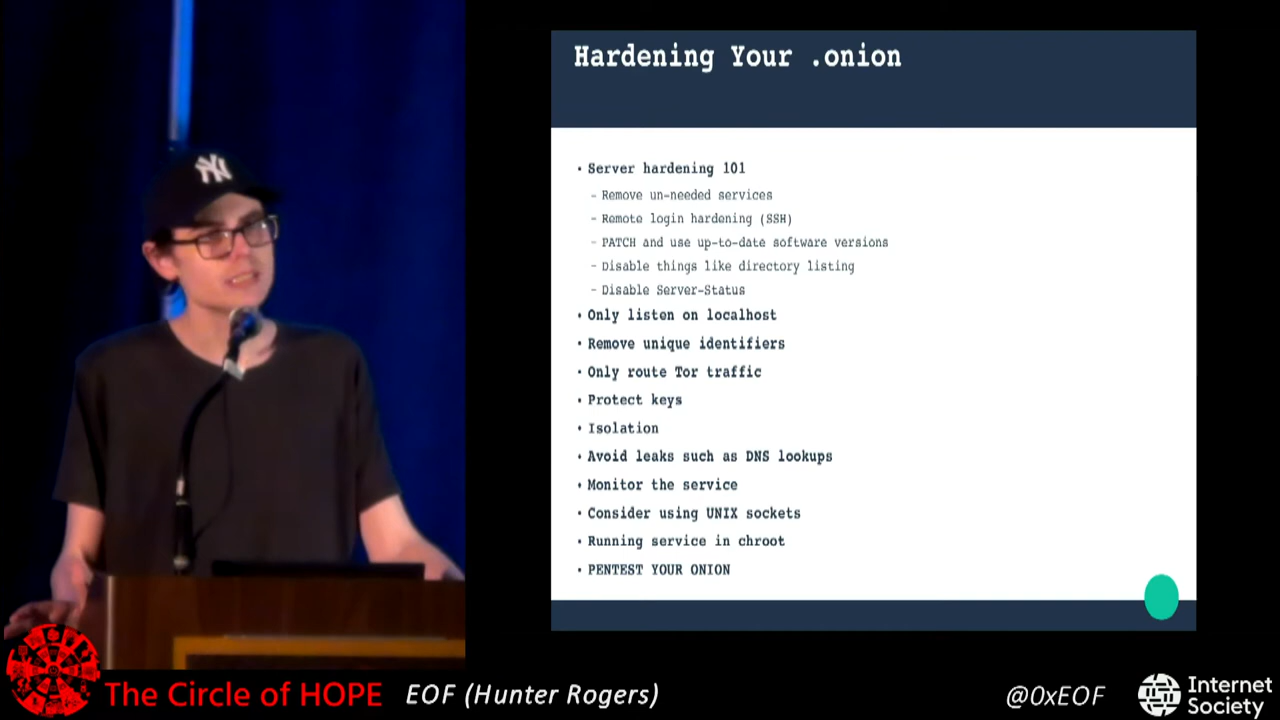 NY
Hardening Your .onion
• Server hardening 101
– Remove un-needed services
– Remote login hardening (SSH)
– PATCH and use up-to-date software versions
– Disable things like directory listing
– Disable Server-Status
• Only listen on localhost
• Remove unique identifiers
• Only route Tor traffic
• Protect keys
• Isolation
• Avoid leaks such as DNS lookups
• Monitor the service
• Consider using UNIX sockets
• Running service in chroot
• PENTEST YOUR ONION
The Circle of HOPE
EOF (Hunter Rogers)
@0xEOF
Internet
Society